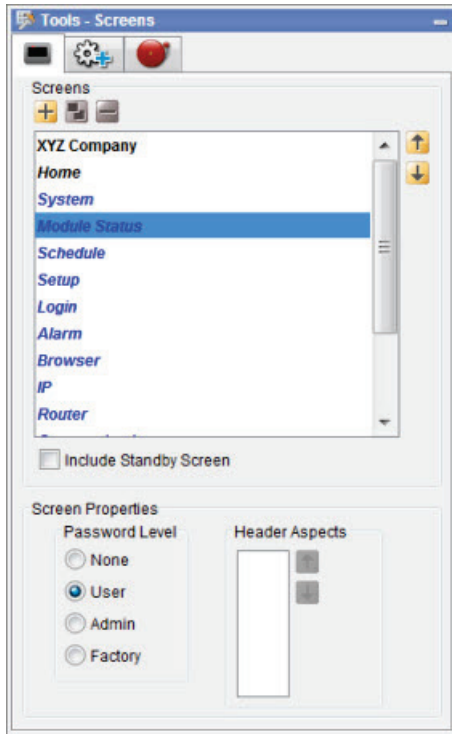 Tools - Screens
Screens
XYZ Company
Home
System
Module Status
Schedule
Setup
Login
Alarm
Browser
IP
Router
Include Standby Screen
Screen Properties
Password Level
Header Aspects
None
User
Admin
Factory